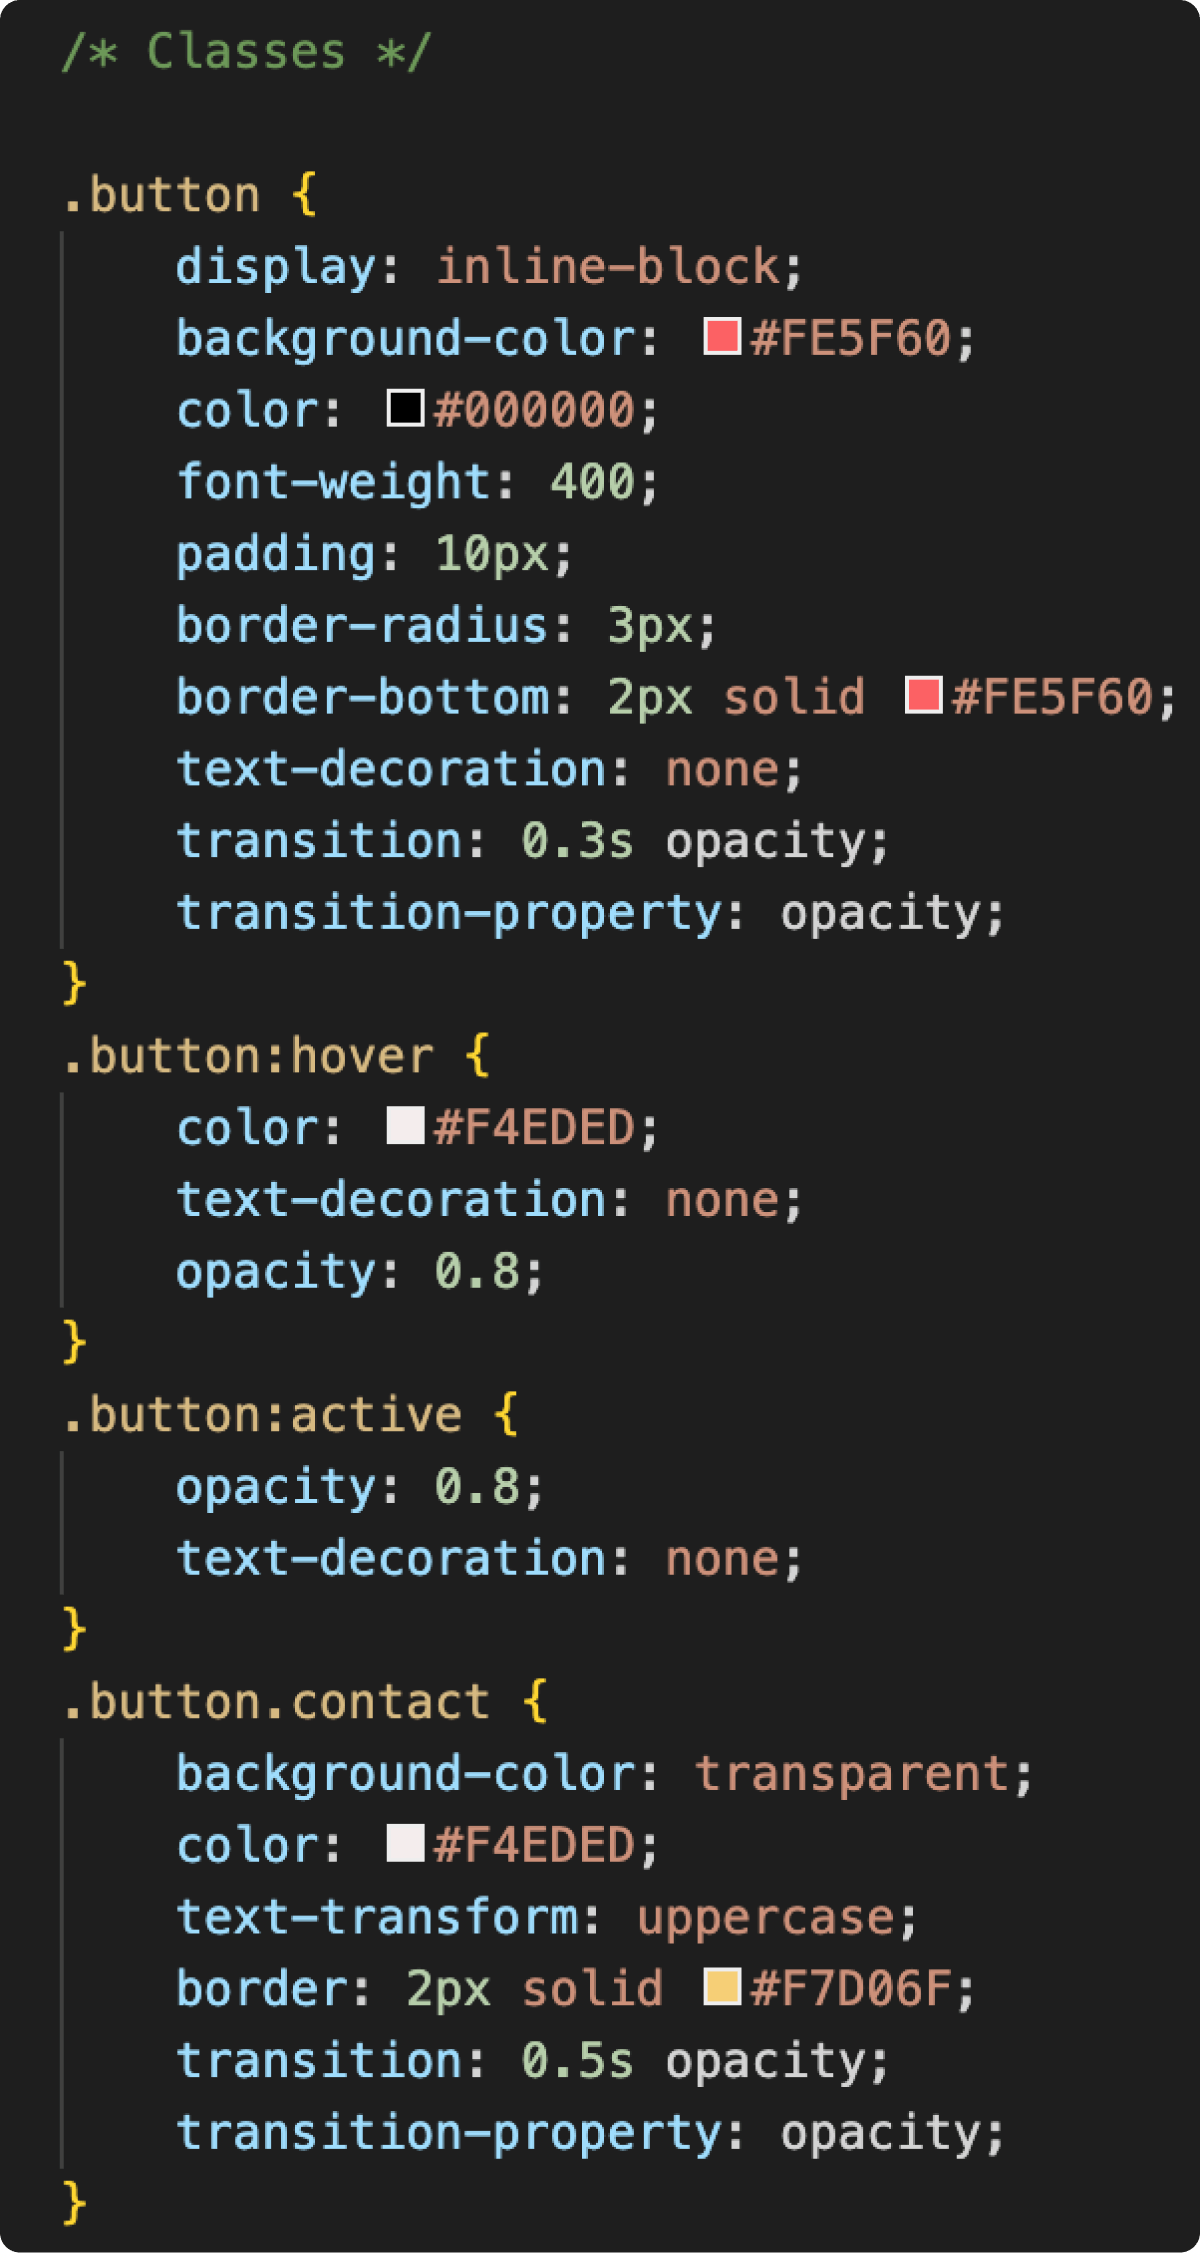 /* Classes */
.button {
display: inline-block;
background-color: #FE5F60;
color: #000000;
font-weight: 400;
padding: 10px;
border-radius: 3px;
border-bottom: 2px solid #FE5F60;
text-decoration: none;
transition: 0.3s opacity;
transition-property: opacity;
}
.button:hover {
color: #F4EDED;
text-decoration: none;
opacity: 0.8;
}
.button:active {
opacity: 0.8;
text-decoration: none;
}
.button.contact {
background-color: transparent;
color: #F4EDED;
text-transform: uppercase;
border: 2px solid #F7D06F;
transition: 0.5s opacity;
transition-property: opacity;
}